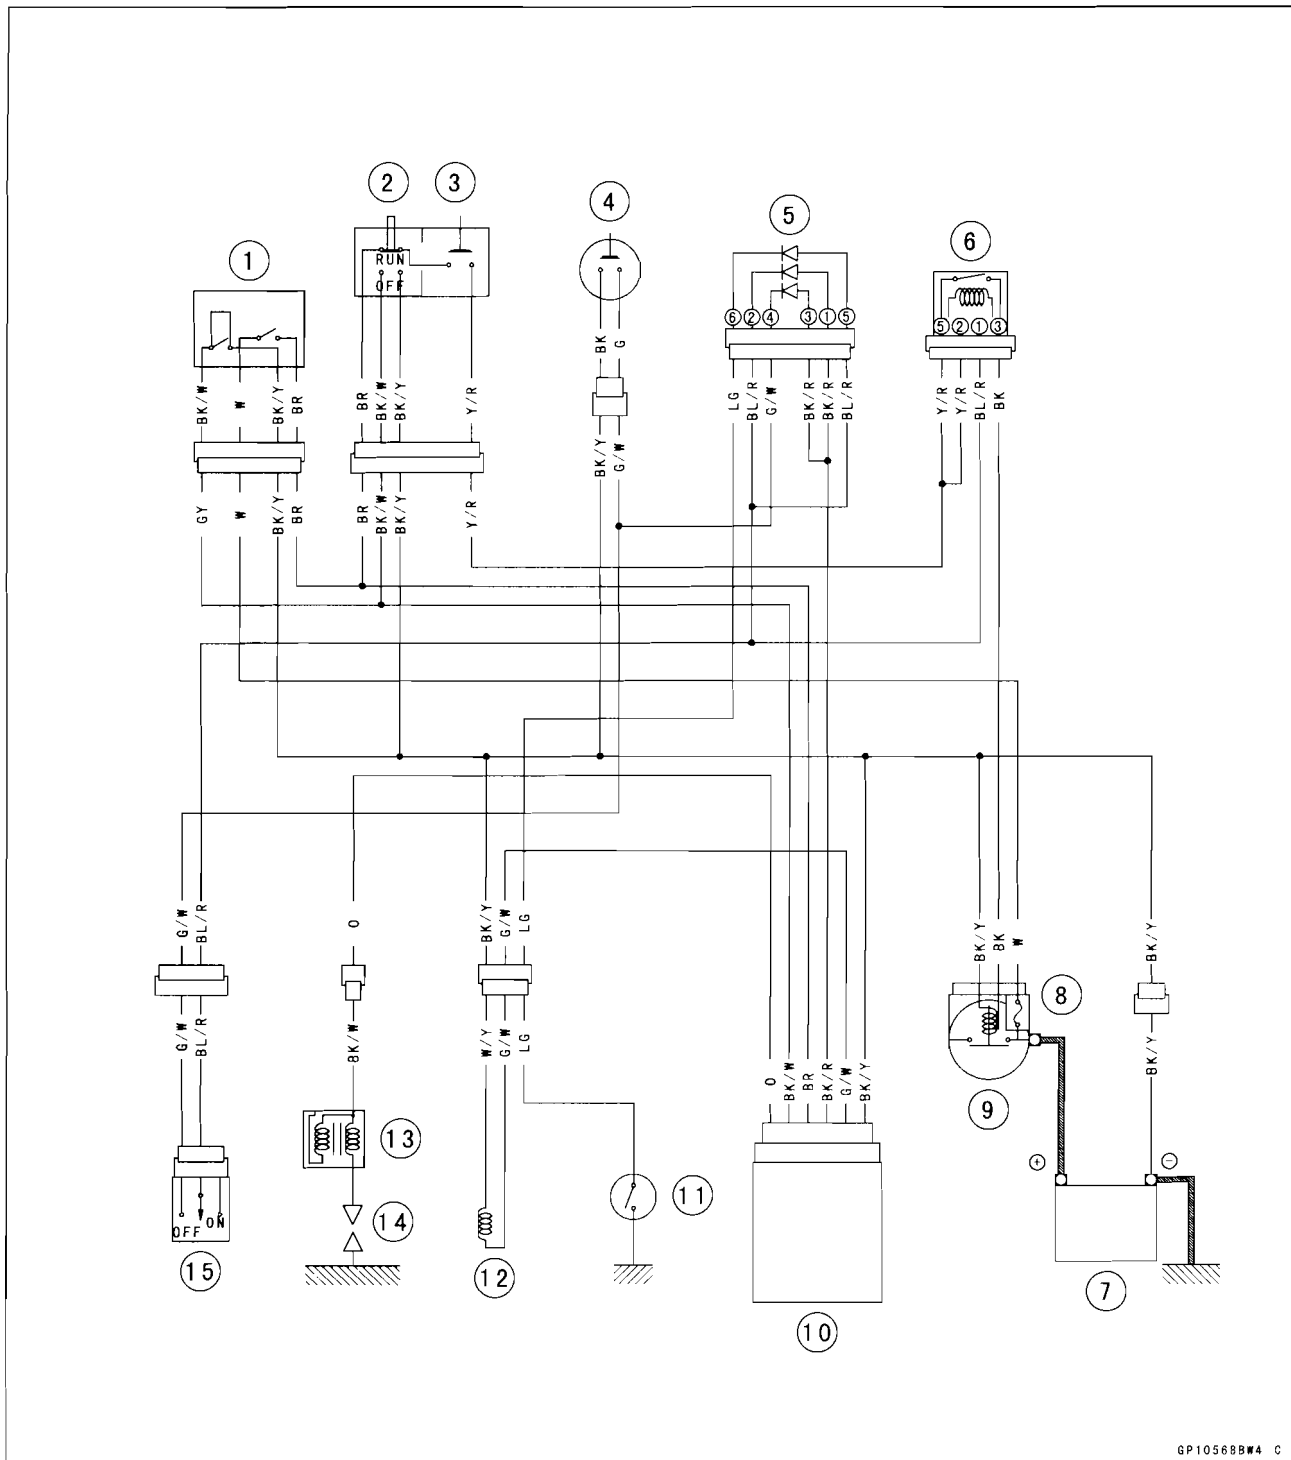 2 3
4
5
1
6
RUN
OFF
6 2 4 3 1 5
5 2 1 3
BK G
BK/W W BK/Y BR
BR BK/W BK/Y Y/R
LG BL/R G/W BK/R BK/R BL/R
Y/R Y/R BL/R BK
BK/Y G/W
GY W BK/Y BR
BR BK/W BK/Y Y/R
G/W BL/R
O
BK/Y G/W LG
BK/Y BK W
BK/Y
8
G/W BL/R
BK/W
W/Y G/W LG
O BK/W BR BK/R G/W BK/Y
BK/Y
9
13
+ −
11
14
OFF ON
15
12
7
10
GP10568BW4 C